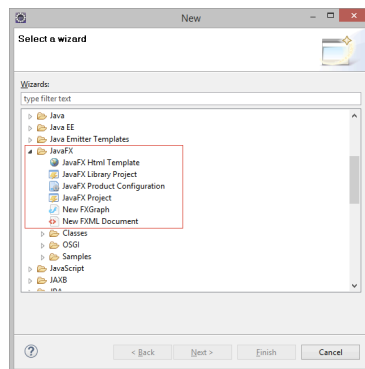 New
Select a wizard
Wizards:
type filter text
Java
Java EE
Java Emitter Templates
JavaFX
JavaFX Html Template
JavaFX Library Project
JavaFX Product Configuration
JavaFX Project
New FXGraph
New FXML Document
Classes
OSGI
Samples
JavaScript
JAXB
JPA
< Back Next > Finish Cancel